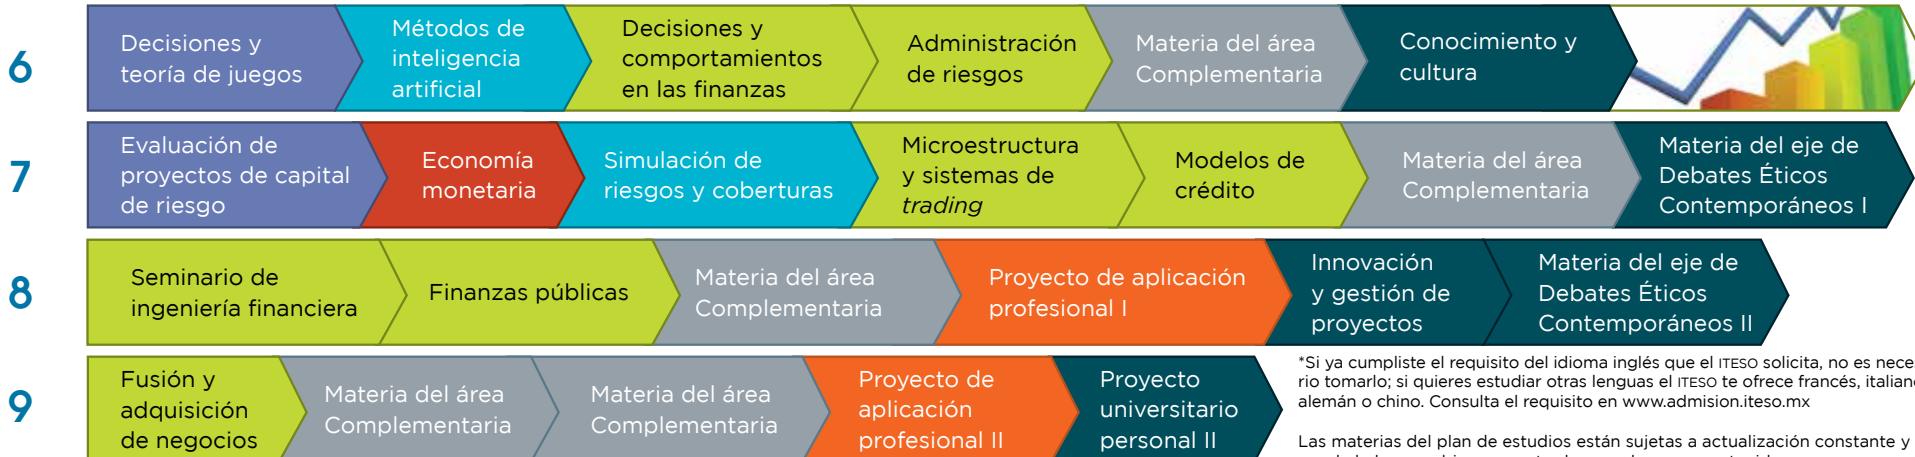 6
Decisiones y
teoría de juegos
Métodos de
inteligencia
artificial
Decisiones y
comportamientos
en las finanzas
Administración
de riesgos
Materia del área
Complementaria
Conocimiento y
cultura
7
Evaluación de
proyectos de capital
de riesgo
Economía
monetaria
Simulación de
riesgos y coberturas
Microestructura
y sistemas de
trading
Modelos de
crédito
Materia del área
Complementaria
Materia del eje de
Debates Éticos
Contemporáneos I
8
Seminario de
ingeniería financiera
Finanzas públicas
Materia del área
Complementaria
Proyecto de aplicación
profesional I
Innovación
y gestión de
proyectos
Materia del eje de
Debates Éticos
Contemporáneos II
9
Fusión y
adquisición
de negocios
Materia del área
Complementaria
Materia del área
Complementaria
Proyecto de
aplicación
profesional II
Proyecto
universitario
personal II
*Si ya cumpliste el requisito del idioma inglés que el ITESO solicita, no es nece
rio tomarlo; si quieres estudiar otras lenguas el ITESO te ofrece francés, italian
alemán o chino. Consulta el requisito en www.admision.iteso.mx
Las materias del plan de estudios están sujetas a actualización constante y